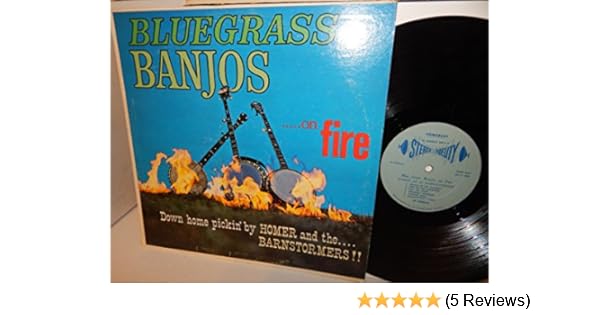 BLUEGRASS
BANJOS
.....on
fire
Down home pickin' by HOMER and the....
BARNSTORMERS!!
STEREO-FIDELITY
(5 Reviews)